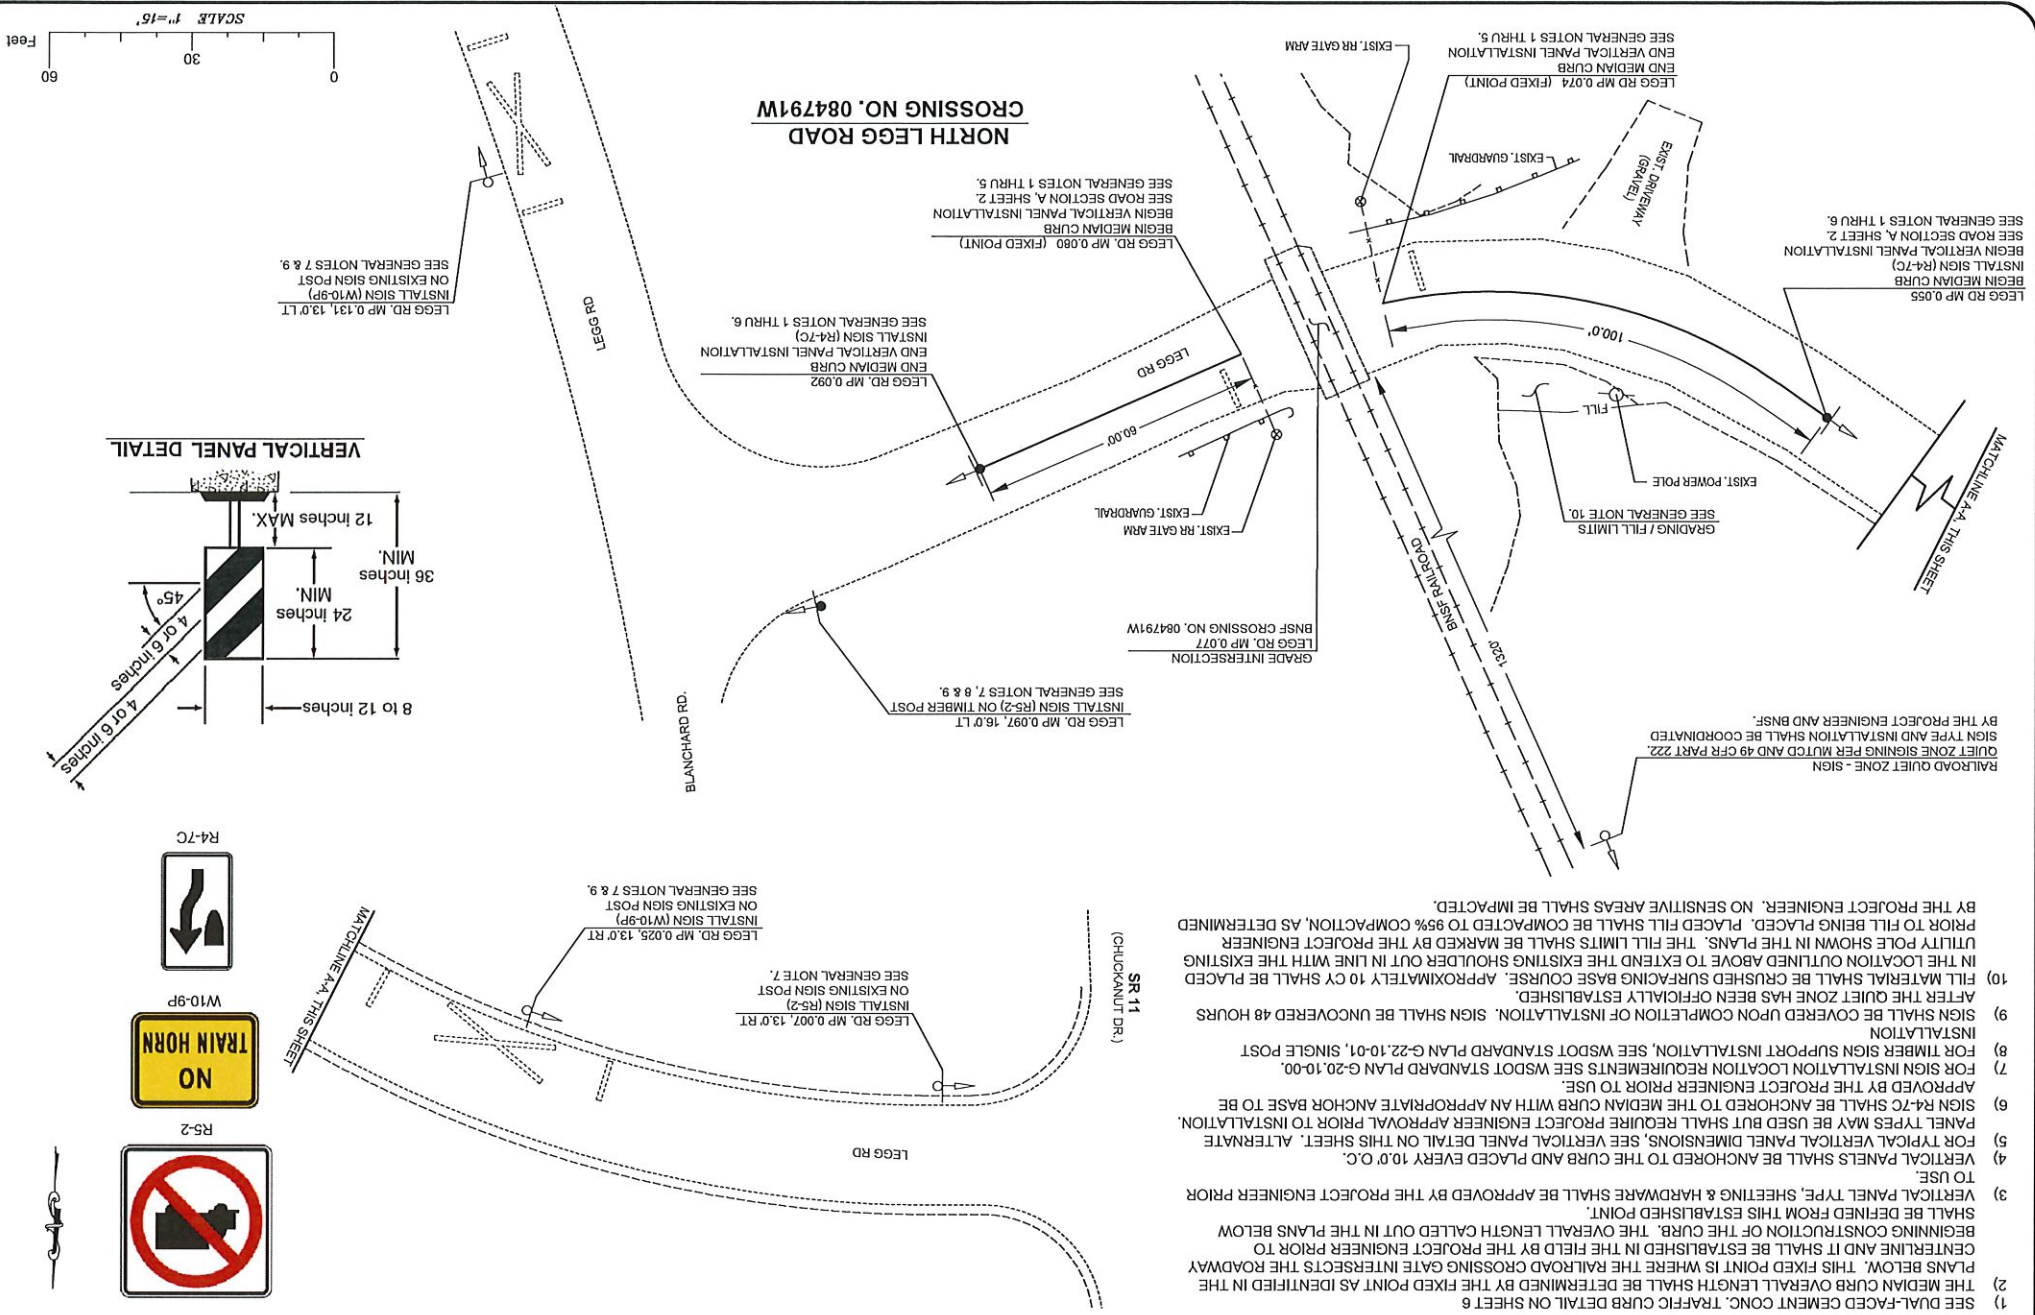 1) SEE DUAL-FACED CEMENT CONC. TRAFFIC CURB DETAIL ON SHEET 6
2) THE MEDIAN CURB OVERALL LENGTH SHALL BE DETERMINED BY THE FIXED POINT AS IDENTIFIED IN THE
PLANS BELOW. THIS FIXED POINT IS WHERE THE RAILROAD CROSSING GATE INTERSECTS THE ROADWAY
CENTERLINE AND IT SHALL BE ESTABLISHED IN THE FIELD BY THE PROJECT ENGINEER PRIOR TO
BEGINNING CONSTRUCTION OF THE CURB. THE OVERALL LENGTH CALLED OUT IN THE PLANS BELOW
SHALL BE DEFINED FROM THIS ESTABLISHED POINT.
3) VERTICAL PANEL TYPE, SHEETING & HARDWARE SHALL BE APPROVED BY THE PROJECT ENGINEER PRIOR
TO USE.
4) VERTICAL PANELS SHALL BE ANCHORED TO THE CURB AND PLACED EVERY 10.0' O.C.
5) FOR TYPICAL VERTICAL PANEL DIMENSIONS, SEE VERTICAL PANEL DETAIL ON THIS SHEET. ALTERNATE
PANEL TYPES MAY BE USED BUT SHALL REQUIRE PROJECT ENGINEER APPROVAL PRIOR TO INSTALLATION.
6) SIGN R4-7C SHALL BE ANCHORED TO THE MEDIAN CURB WITH AN APPROPRIATE ANCHOR BASE TO BE
APPROVED BY THE PROJECT ENGINEER PRIOR TO USE.
7) FOR SIGN INSTALLATION LOCATION REQUIREMENTS SEE WSDOT STANDARD PLAN G-20.10-00.
8) FOR TIMBER SIGN SUPPORT INSTALLATION, SEE WSDOT STANDARD PLAN G-22.10-01, SINGLE POST
INSTALLATION
9) SIGN SHALL BE COVERED UPON COMPLETION OF INSTALLATION. SIGN SHALL BE UNCOVERED 48 HOURS
AFTER THE QUIET ZONE HAS BEEN OFFICIALLY ESTABLISHED.
10) FILL MATERIAL SHALL BE CRUSHED SURFACING BASE COURSE. APPROXIMATELY 10 CY SHALL BE PLACED
IN THE LOCATION OUTLINED ABOVE TO EXTEND THE EXISTING SHOULDER OUT IN LINE WITH THE EXISTING
UTILITY POLE SHOWN IN THE PLANS. THE FILL LIMITS SHALL BE MARKED BY THE PROJECT ENGINEER
PRIOR TO FILL BEING PLACED. PLACED FILL SHALL BE COMPACTED TO 95% COMPACTION, AS DETERMINED
BY THE PROJECT ENGINEER. NO SENSITIVE AREAS SHALL BE IMPACTED.
SR 11
(CHUCKANUT DR.)
LEGG RD
LEGG RD. MP 0.007, 13.0' RT
INSTALL SIGN (R5-2)
ON EXISTING SIGN POST
SEE GENERAL NOTE 7.
LEGG RD. MP 0.025, 13.0' RT
INSTALL SIGN (W10-9P)
ON EXISTING SIGN POST
SEE GENERAL NOTES 7 & 9.
MATCHLINE A-A, THIS SHEET
R5-2
NO
TRAIN HORN
W10-9P
R4-7C
RAILROAD QUIET ZONE - SIGN
QUIET ZONE SIGNING PER MUTCD AND 49 CFR PART 222.
SIGN TYPE AND INSTALLATION SHALL BE COORDINATED
BY THE PROJECT ENGINEER AND BNSF.
1320'
BNSF RAILROAD
GRADE INTERSECTION
LEGG RD. MP 0.077
BNSF CROSSING NO. 084791W
LEGG RD. MP 0.097, 16.0' LT
INSTALL SIGN (R5-2) ON TIMBER POST
SEE GENERAL NOTES 7, 8 & 9.
BLANCHARD RD.
8 to 12 inches
4 or 6 inches
4 or 6 inches
45°
24 inches
MIN.
36 inches
MIN.
12 inches MAX.
VERTICAL PANEL DETAIL
MATCHLINE A-A, THIS SHEET
GRADING / FILL LIMITS
SEE GENERAL NOTE 10.
EXIST. POWER POLE
FILL
EXIST. RR GATE ARM
EXIST. GUARDRAIL
60.00'
LEGG RD
100.0'
LEGG RD. MP 0.092
END MEDIAN CURB
END VERTICAL PANEL INSTALLATION
INSTALL SIGN (R4-7C)
SEE GENERAL NOTES 1 THRU 6.
LEGG RD
LEGG RD. MP 0.131, 13.0' LT
INSTALL SIGN (W10-9P)
ON EXISTING SIGN POST
SEE GENERAL NOTES 7 & 9.
LEGG RD MP 0.055
BEGIN MEDIAN CURB
INSTALL SIGN (R4-7C)
BEGIN VERTICAL PANEL INSTALLATION
SEE ROAD SECTION A, SHEET 2.
SEE GENERAL NOTES 1 THRU 6.
LEGG RD. MP 0.080 (FIXED POINT)
BEGIN MEDIAN CURB
BEGIN VERTICAL PANEL INSTALLATION
SEE ROAD SECTION A, SHEET 2.
SEE GENERAL NOTES 1 THRU 5.
EXIST. DRIVEWAY
(GRAVEL)
EXIST. GUARDRAIL
NORTH LEGG ROAD
CROSSING NO. 084791W
LEGG RD MP 0.074 (FIXED POINT)
END MEDIAN CURB
END VERTICAL PANEL INSTALLATION
SEE GENERAL NOTES 1 THRU 5.
EXIST. RR GATE ARM
0 30 60
Feet
SCALE 1"=15'